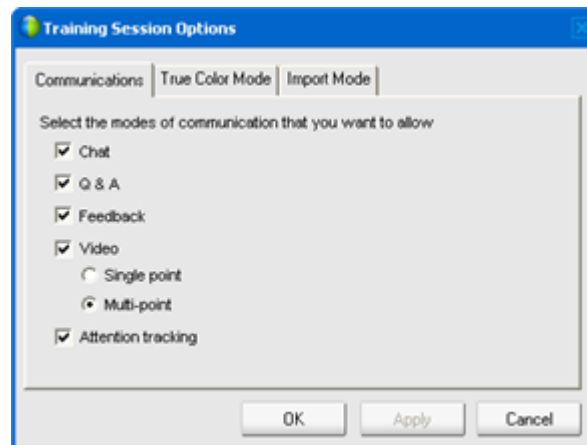 Training Session Options
Communications True Color Mode Import Mode
Select the modes of communication that you want to allow
Chat
Q & A
Feedback
Video
Single point
Multi-point
Attention tracking
OK Apply Cancel